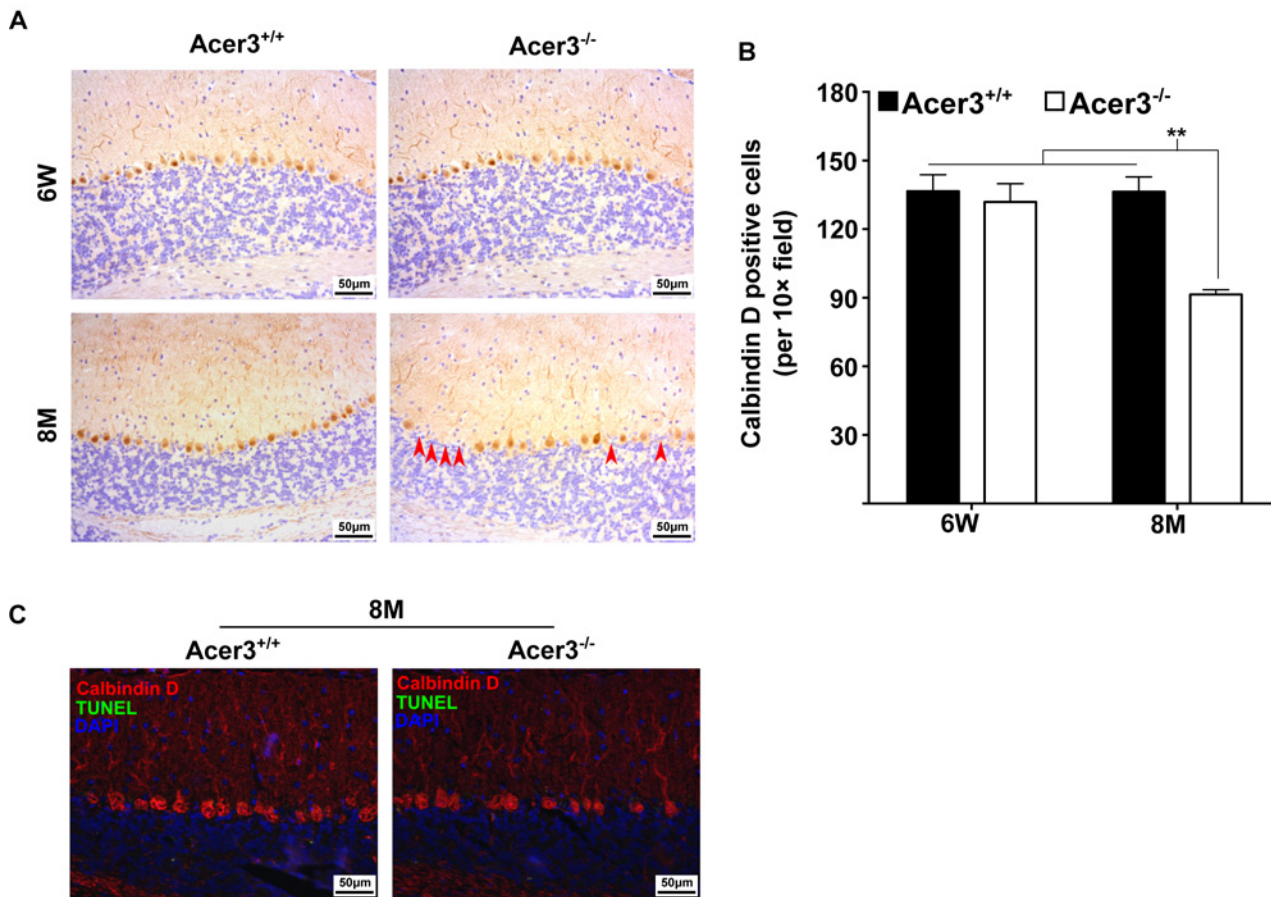 A
Acer3+/+
Acer3-/-
6W
50μm
50μm
8M
50μm
50μm
B
180
150
120
90
60
30
Calbindin D positive cells
(per 10× field)
Acer3+/+
Acer3-/-
**
6W
8M
C
8M
Acer3+/+
Acer3-/-
Calbindin D
TUNEL
DAPI
50μm
Calbindin D
TUNEL
DAPI
50μm